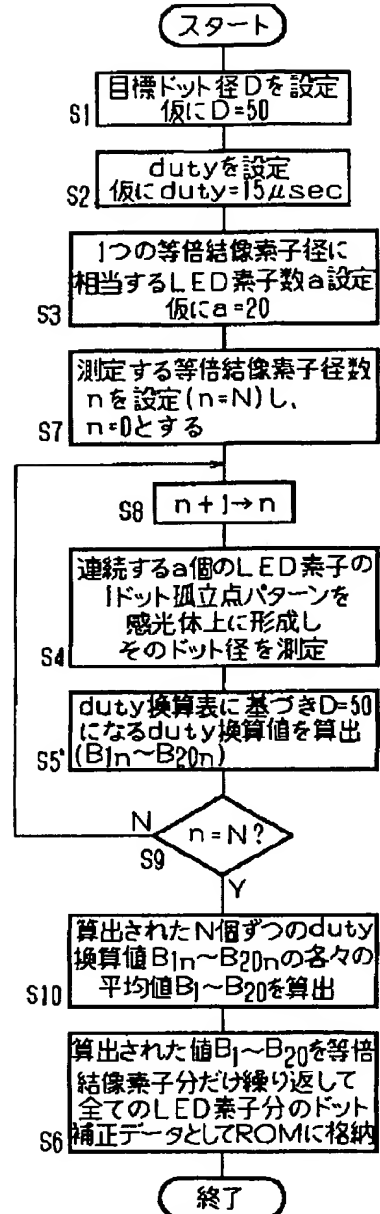 スタート
目標ドット径Dを設定
仮にD=50
S1
dutyを設定
仮にduty=15μsec
S2
1つの等倍結像素子径に
相当するLED素子数a設定
仮にa=20
S3
測定する等倍結像素子径数
nを設定(n=N)し、
n=0とする
S7
n+1→n
S8
連続するa個のLED素子の
1ドット孤立点パターンを
感光体上に形成し
そのドット径を測定
S4
duty換算表に基づきD=50
になるduty換算値を算出
(B1n~B20n)
S5'
N
n=N?
S9
Y
算出されたN個ずつのduty
換算値B1n~B20nの各々の
平均値B1~B20を算出
S10
算出された値B1~B20を等倍
結像素子分だけ繰り返して
全てのLED素子分のドット
補正データとしてROMに格納
S6
終了